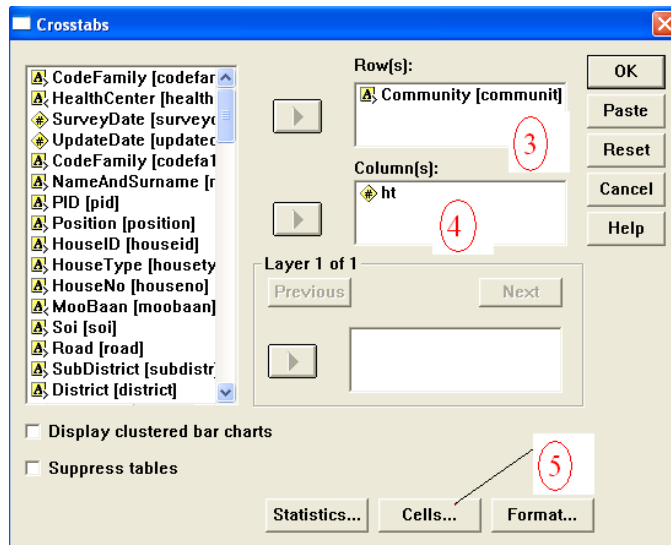 Crosstabs
CodeFamily [codefar
HealthCenter [health
SurveyDate [surveyc
UpdateDate [updated
CodeFamily [codefa1
NameAndSurname [r
PID [pid]
Position [position]
HouseID [houseid]
HouseType [housety
HouseNo [houseno]
MooBaan [moobaan]
Soi [soi]
Road [road]
SubDistrict [subdistr]
District [district]
Row(s):
Community [communit]
3
Column(s):
ht
4
Layer 1 of 1
Previous
Next
OK
Paste
Reset
Cancel
Help
Display clustered bar charts
Suppress tables
5
Statistics...
Cells...
Format...